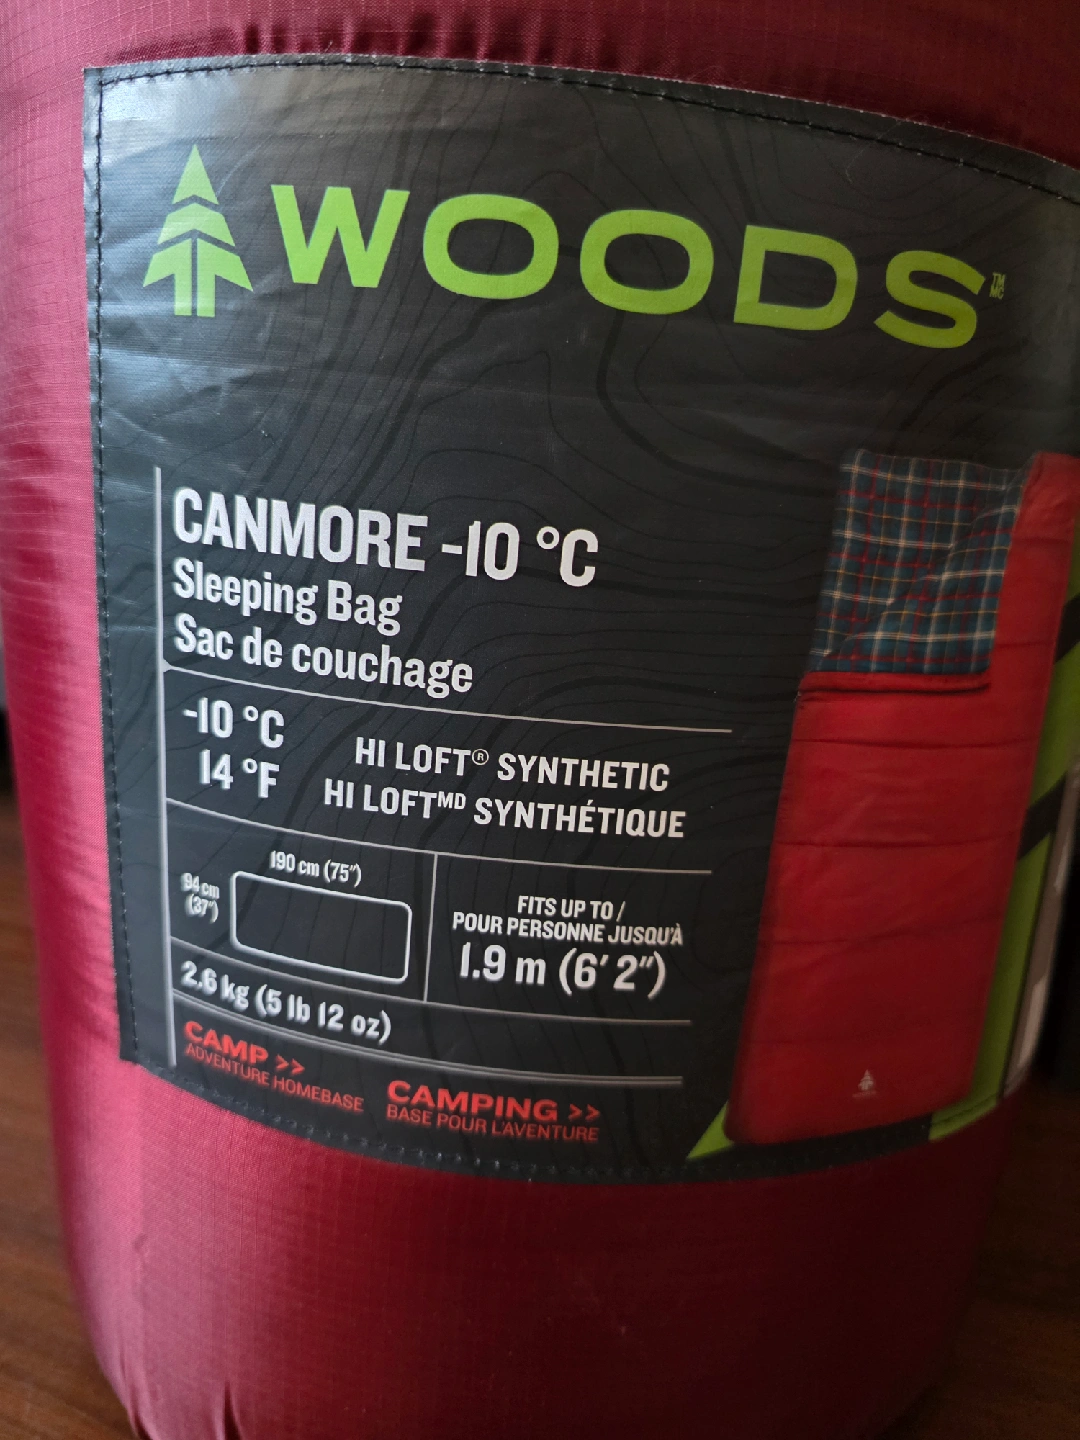 WOODS™
MC
CANMORE -10 °C
Sleeping Bag
Sac de couchage
-10 °C
14 °F
HI LOFT® SYNTHETIC
HI LOFTᴹᴰ SYNTHÉTIQUE
190 cm (75″)
94 cm
(37″)
FITS UP TO /
POUR PERSONNE JUSQU'À
1.9 m (6′ 2″)
2.6 kg (5 lb 12 oz)
CAMP >>
ADVENTURE HOMEBASE
CAMPING >>
BASE POUR L'AVENTURE